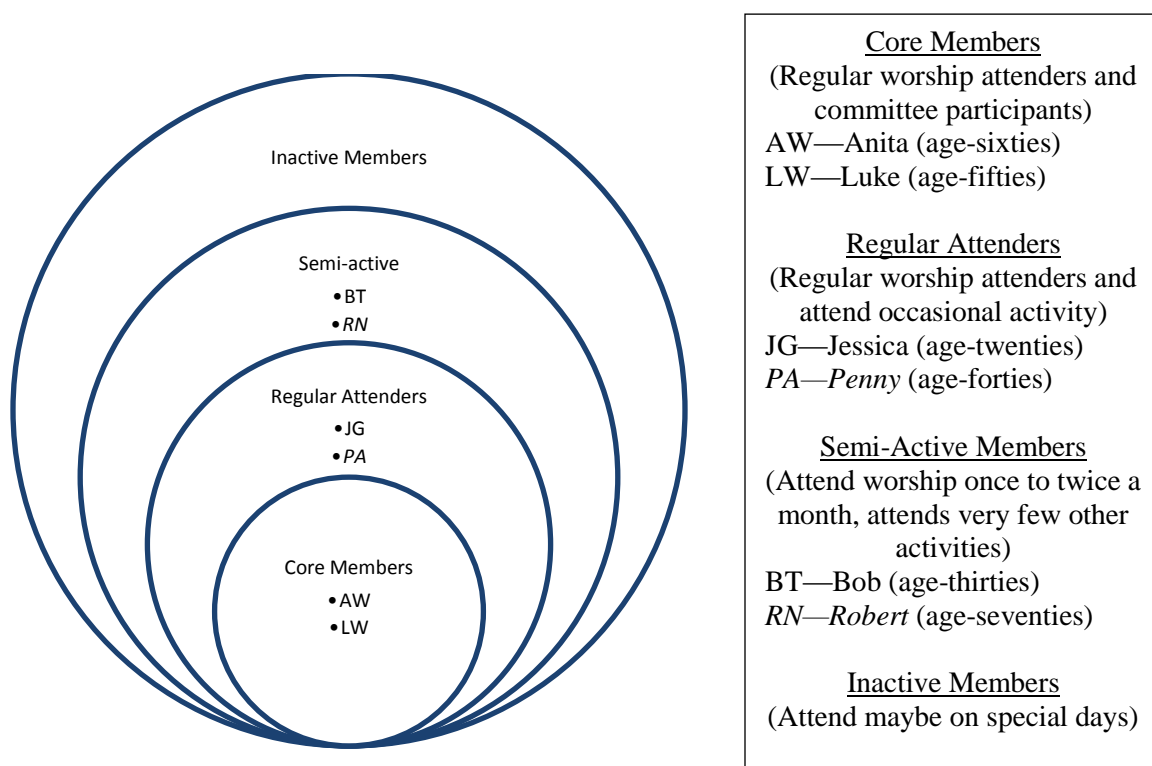 Inactive Members
Semi-active
•BT
•RN
Regular Attenders
•JG
•PA
Core Members
•AW
•LW
Core Members
(Regular worship attenders and
committee participants)
AW—Anita (age-sixties)
LW—Luke (age-fifties)
Regular Attenders
(Regular worship attenders and
attend occasional activity)
JG—Jessica (age-twenties)
PA—Penny (age-forties)
Semi-Active Members
(Attend worship once to twice a
month, attends very few other
activities)
BT—Bob (age-thirties)
RN—Robert (age-seventies)
Inactive Members
(Attend maybe on special days)